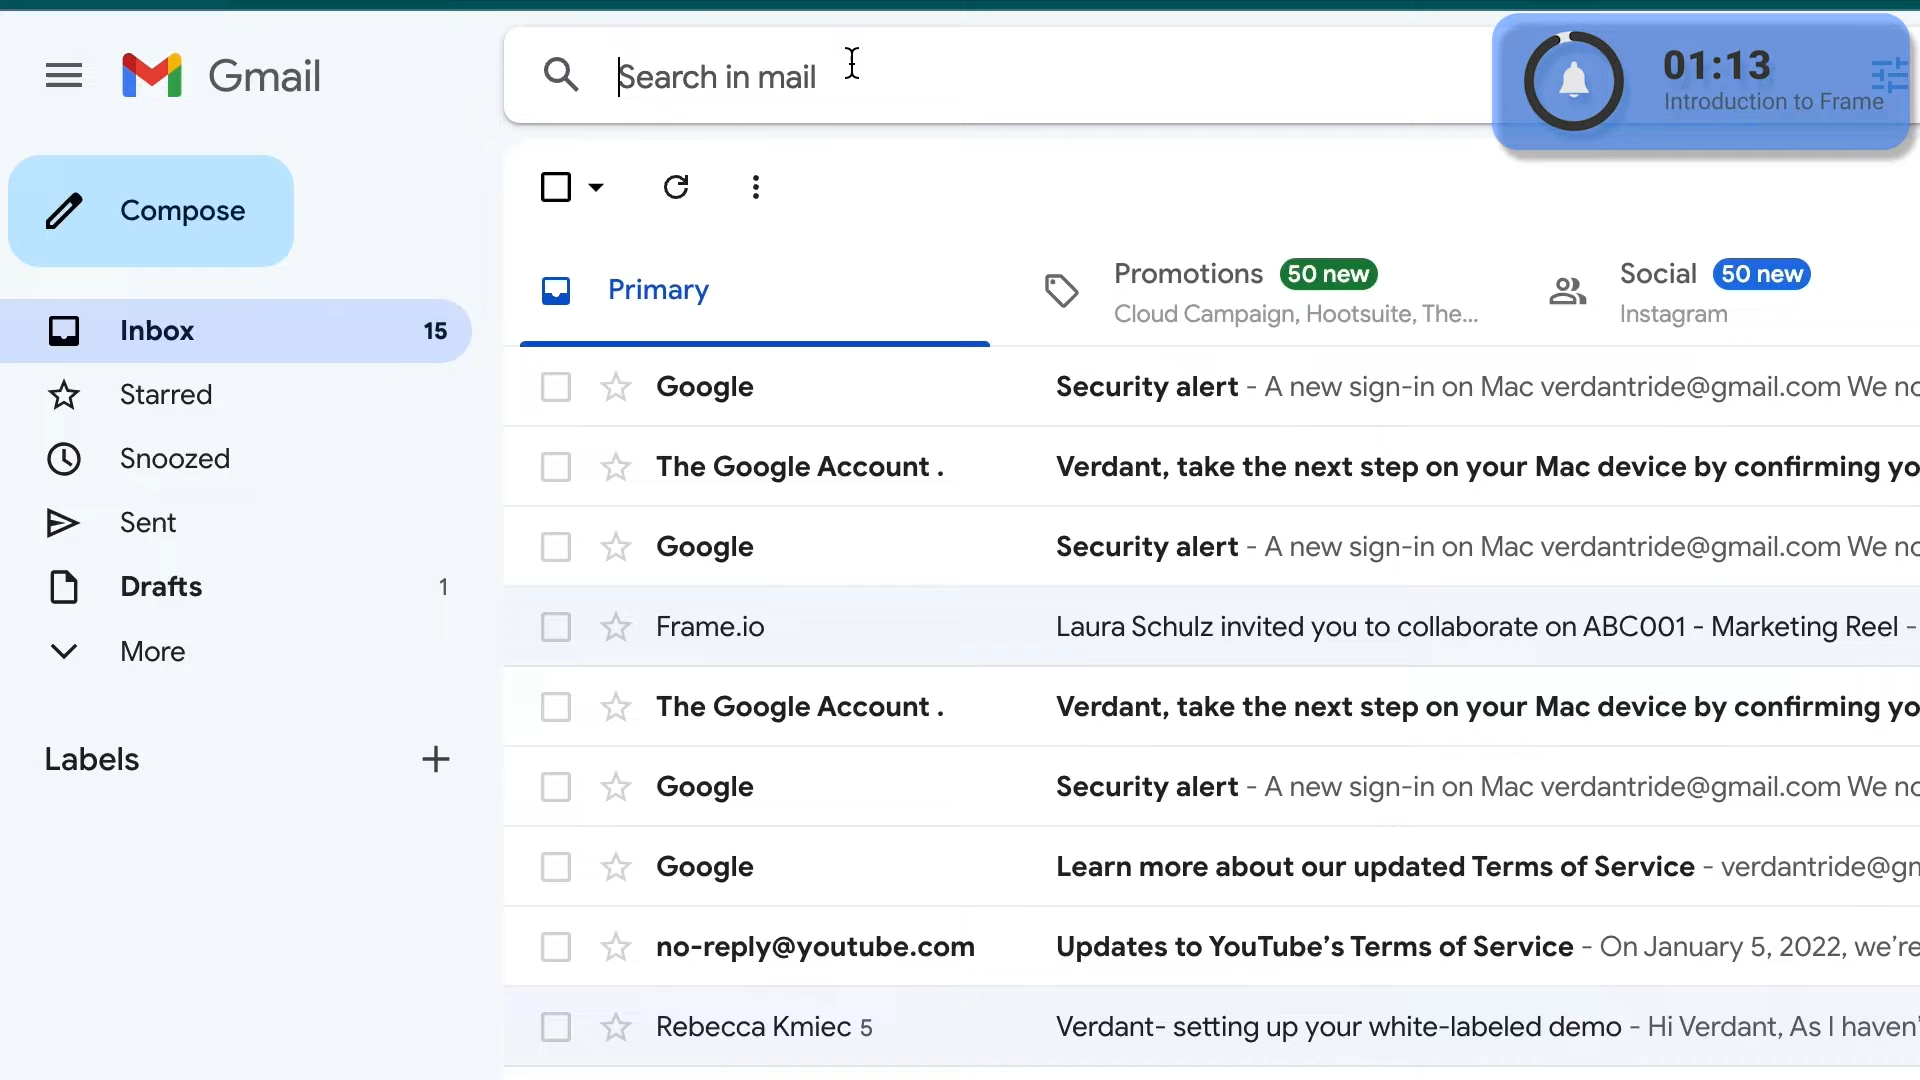 Gmail
Search in mail
01:13
Introduction to Frame
Compose
Inbox 15
Starred
Snoozed
Sent
Drafts 1
More
Labels
Primary
Promotions 50 new
Cloud Campaign, Hootsuite, The...
Social 50 new
Instagram
Google Security alert - A new sign-in on Mac verdantride@gmail.com We no
The Google Account . Verdant, take the next step on your Mac device by confirming yo
Google Security alert - A new sign-in on Mac verdantride@gmail.com We no
Frame.io Laura Schulz invited you to collaborate on ABC001 - Marketing Reel -
The Google Account . Verdant, take the next step on your Mac device by confirming yo
Google Security alert - A new sign-in on Mac verdantride@gmail.com We no
Google Learn more about our updated Terms of Service - verdantride@gm
no-reply@youtube.com Updates to YouTube's Terms of Service - On January 5, 2022, we're
Rebecca Kmiec 5 Verdant- setting up your white-labeled demo - Hi Verdant, As I haven'